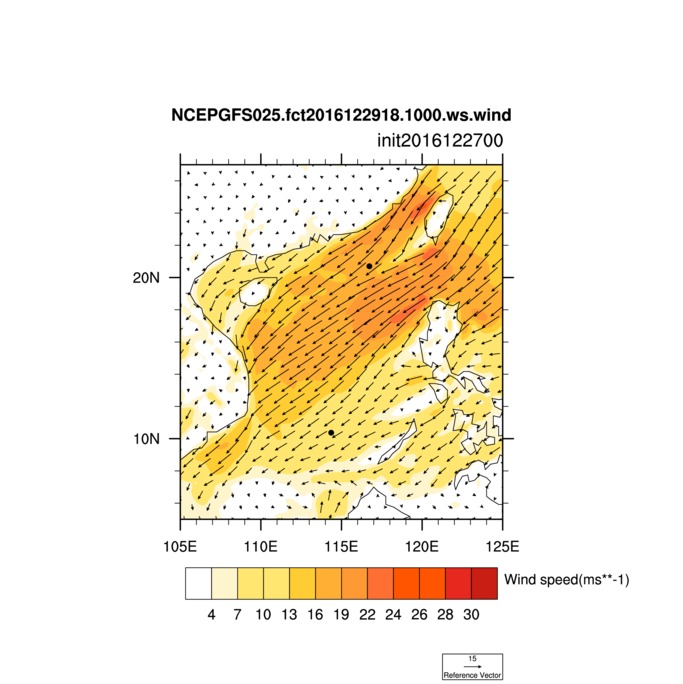 NCEPGFS025.fct2016122918.1000.ws.wind
init2016122700
20N
10N
105E 110E 115E 120E 125E
Wind speed(ms**-1)
4 7 10 13 16 19 22 24 26 28 30
15
Reference Vector